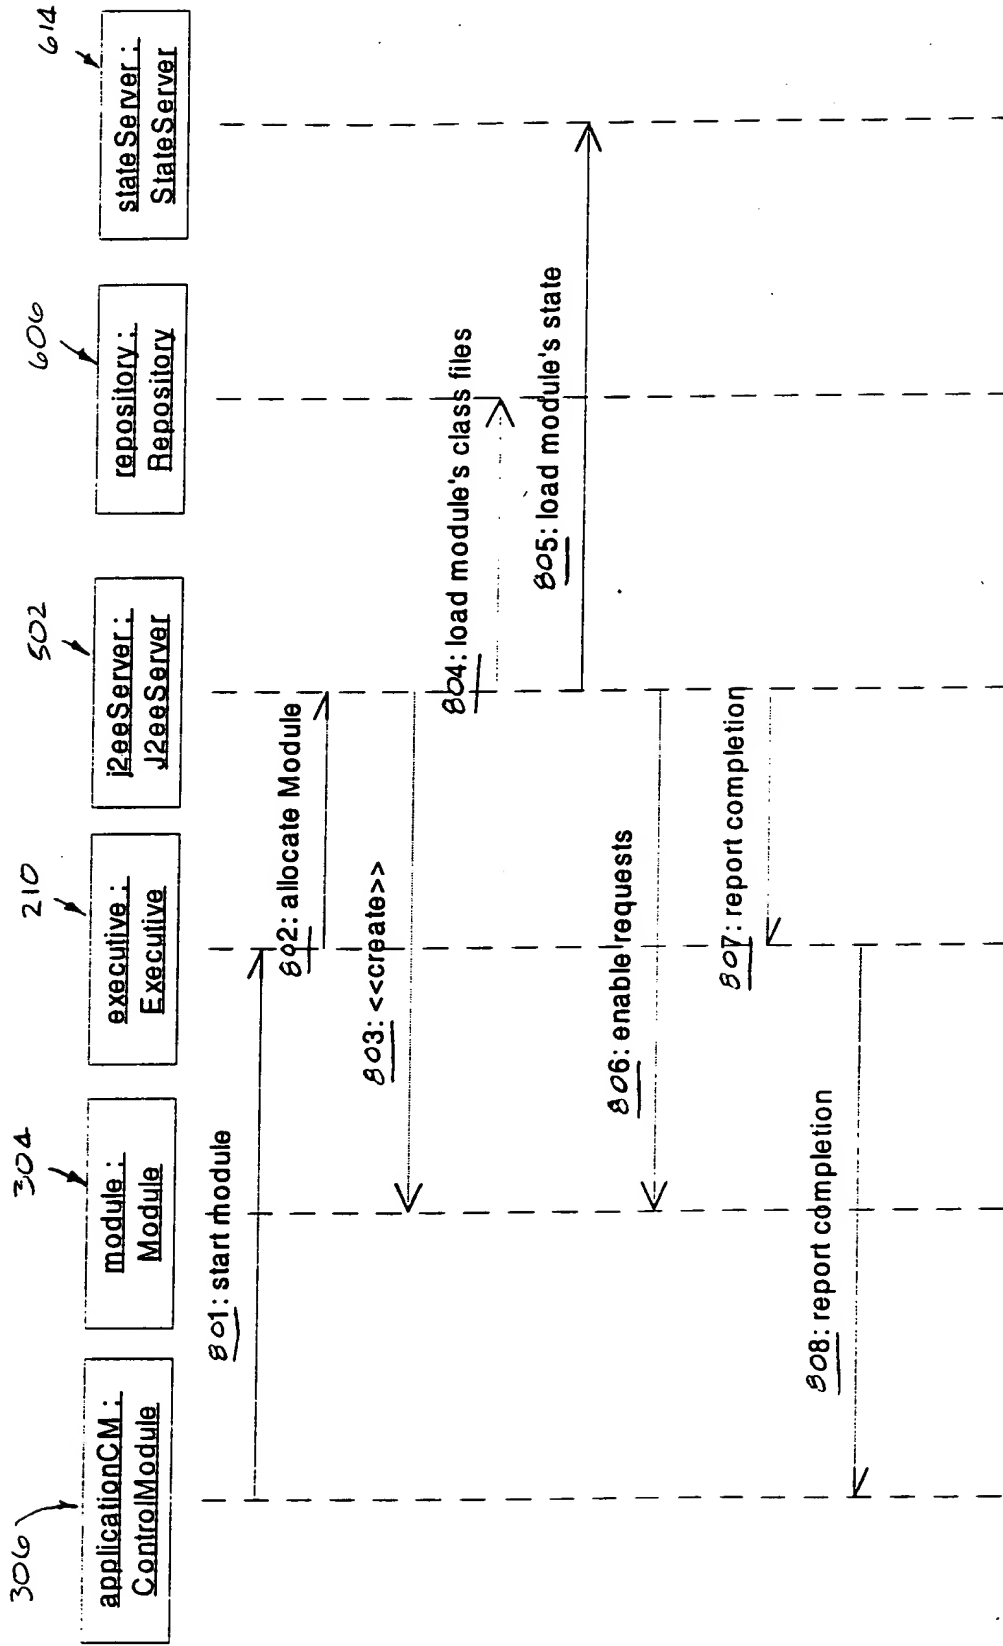 306
304
210
502
606
614
applicationCM :
ControlModule
module :
Module
executive :
Executive
j2eeServer :
J2eeServer
repository :
Repository
stateServer :
StateServer
801: start module
802: allocate Module
803: <<create>>
804: load module's class files
805: load module's state
806: enable requests
807: report completion
808: report completion